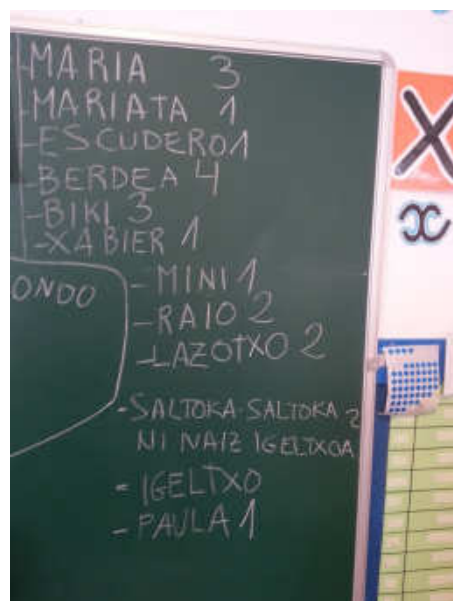 MARIA 3
-MARIATA 1
-ESCUDERO 1
-BERDEA 4
-BIKI 3
-XABIER 1
ONDO
-MINI 1
-RAIO 2
-LAZOTXO 2
-SALTOKA-SALTOKA 2
NI NAIZ IGELTXOA
-IGELTXO
-PAULA 1
X
x